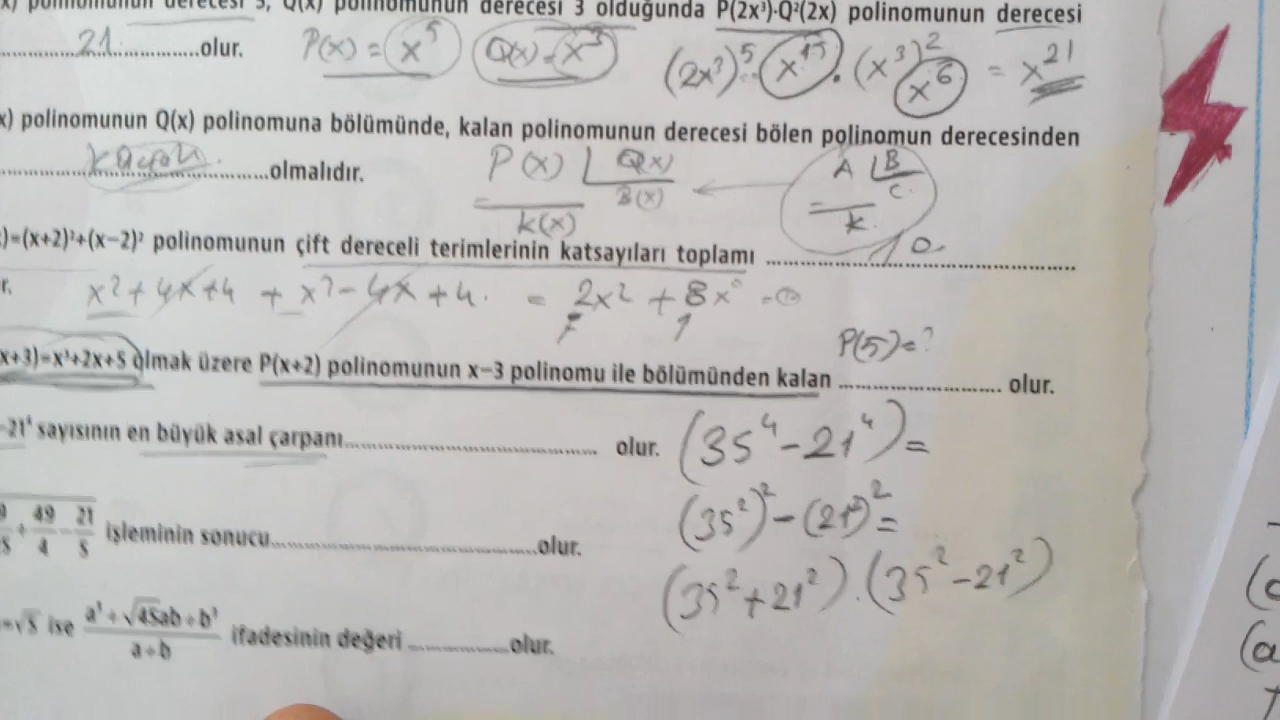 x) polinomunun derecesi 5, Q(x) polinomunun derecesi 3 olduğunda P(2x³)·Q²(2x) polinomunun derecesi
......21......olur. P(x) = x⁵ Q(x) = x³ (2x³)⁵ x¹⁵ . (x³)² x⁶ = x²¹
x) polinomunun Q(x) polinomuna bölümünde, kalan polinomunun derecesi bölen polinomun derecesinden
......küçük......olmalıdır. P(x) Q(x) A B
B(x) C
K(x) k
)=(x+2)²+(x−2)² polinomunun çift dereceli terimlerinin katsayıları toplamı ......10......
r. x²+4x+4 + x²−4x+4 = 2x² + 8x⁰ = 10
P(5)=?
x+3)=x³+2x+5 olmak üzere P(x+2) polinomunun x−3 polinomu ile bölümünden kalan ...... olur.
−21⁴ sayısının en büyük asal çarpanı...... olur. (35⁴−21⁴)=
(35²)²−(21²)²=
+ 49/4 − 21/5 işleminin sonucu......olur.
(35²+21²).(35²−21²)
=√5 ise a³+√45ab+b³ / a+b ifadesinin değeri ......olur.
(a